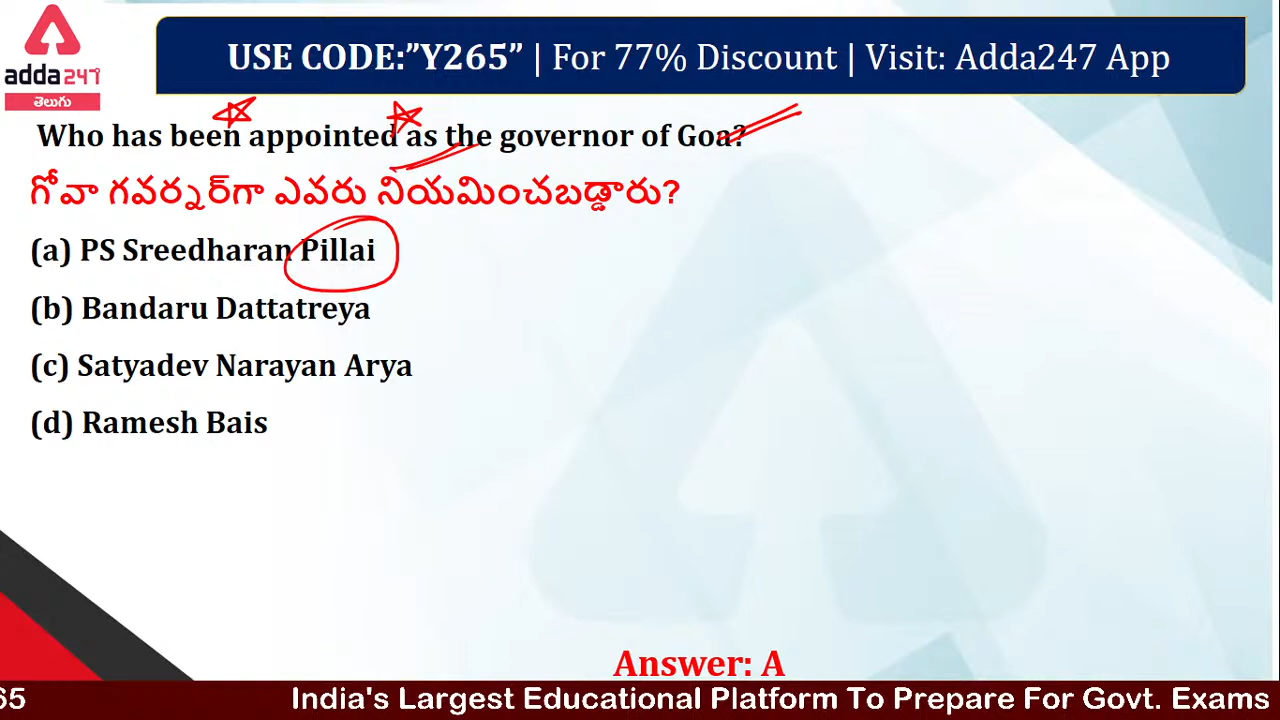 adda247
తెలుగు
USE CODE:”Y265” | For 77% Discount | Visit: Adda247 App
Who has been appointed as the governor of Goa?
గోవా గవర్నర్‌గా ఎవరు నియమించబడ్డారు?
(a) PS Sreedharan Pillai
(b) Bandaru Dattatreya
(c) Satyadev Narayan Arya
(d) Ramesh Bais
Answer: A
65 India's Largest Educational Platform To Prepare For Govt. Exams